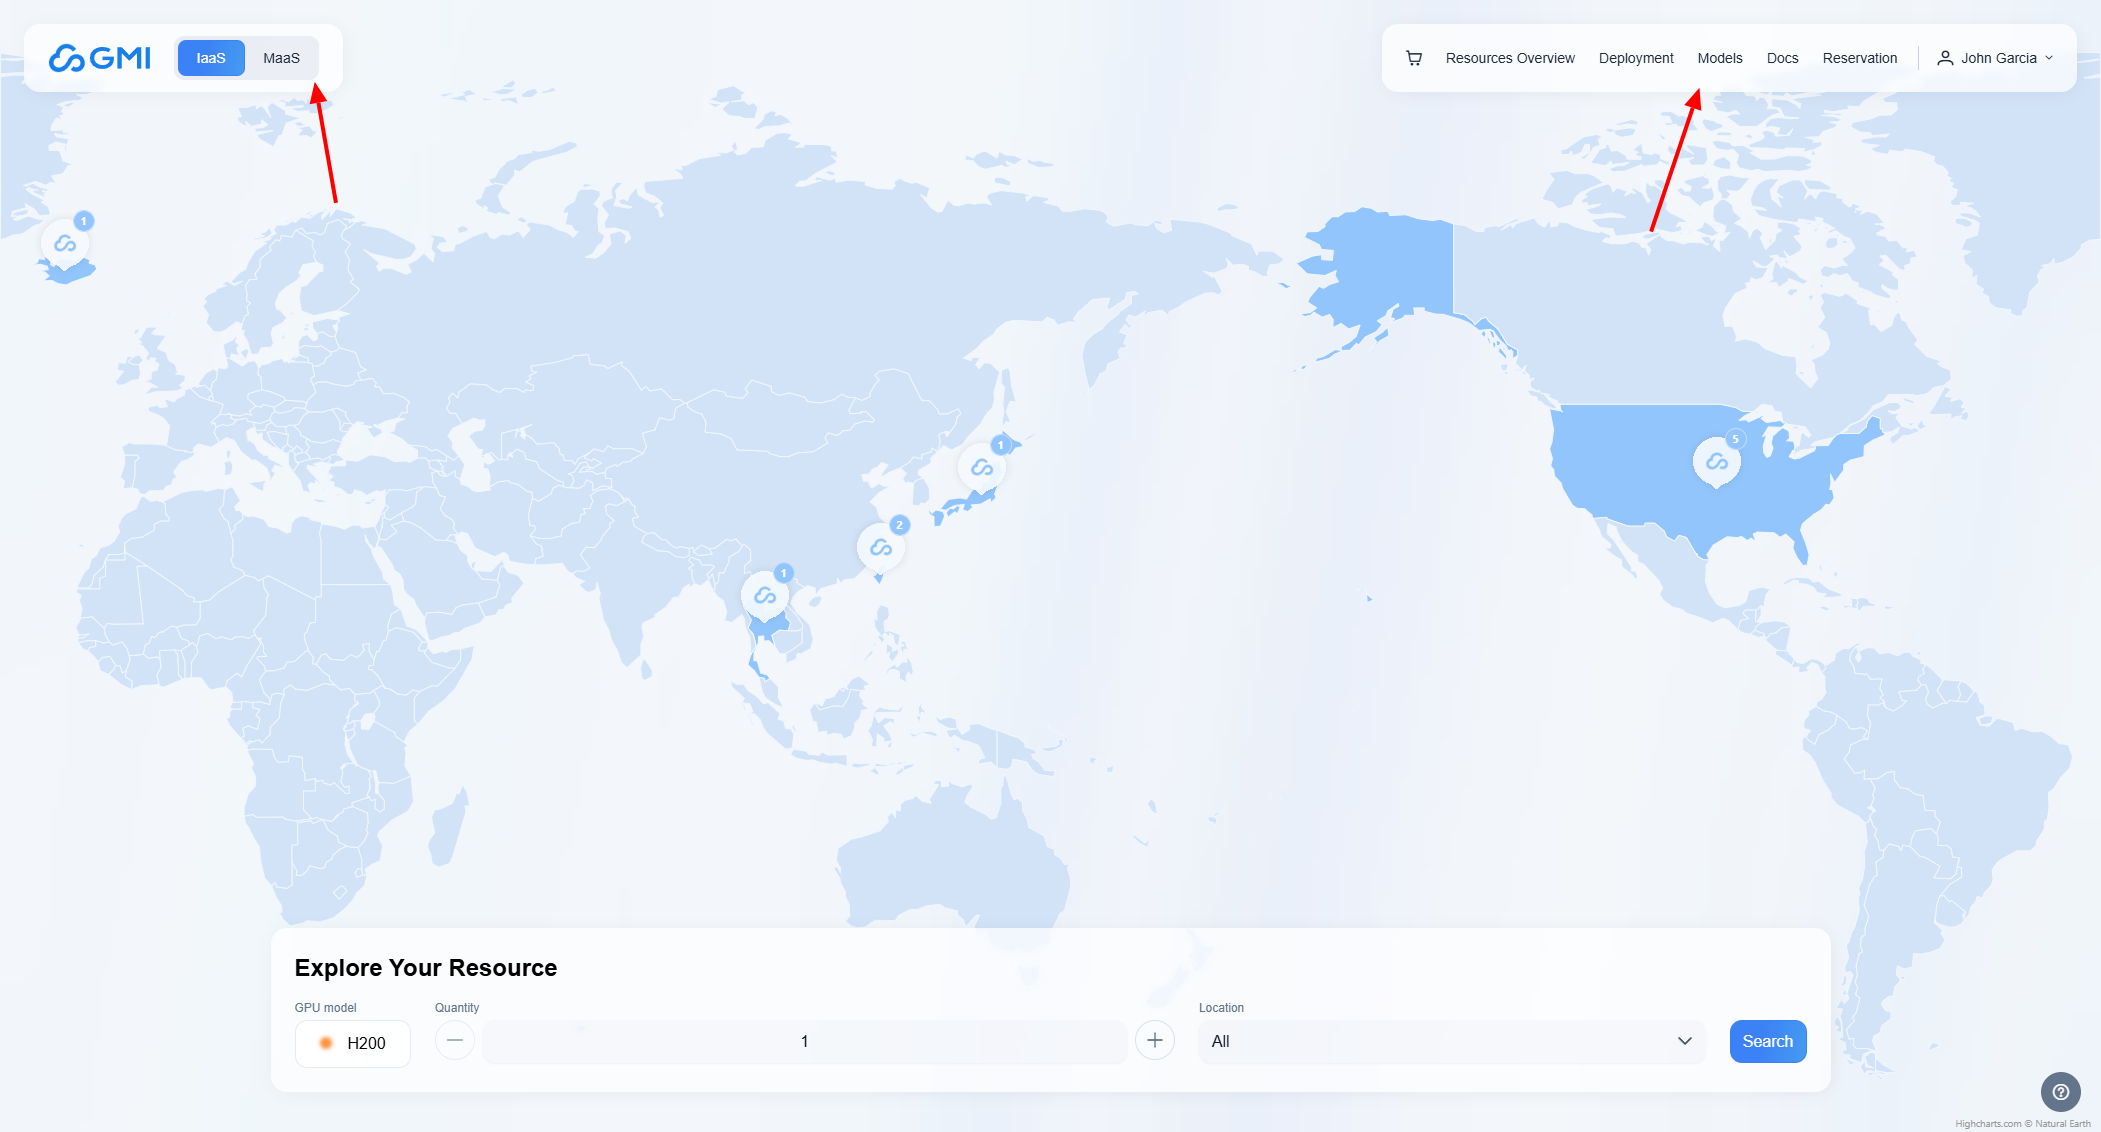 GMI IaaS MaaS
Resources Overview Deployment Models Docs Reservation John Garcia
1
5
1
2
1
Explore Your Resource
GPU model Quantity Location
H200 1 All Search
Highcharts.com © Natural Earth